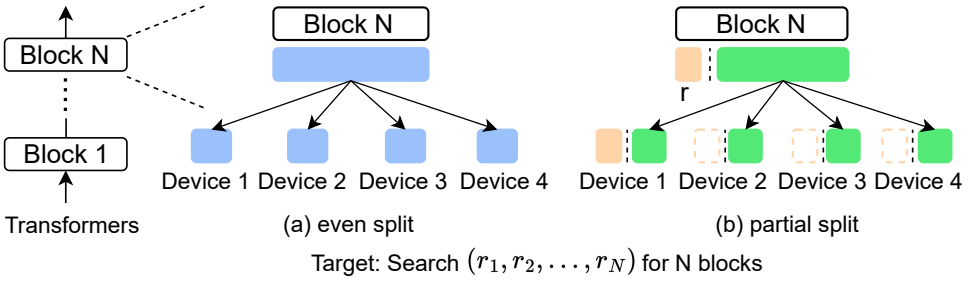 Block N
Block 1
Transformers
Block N
Device 1 Device 2 Device 3 Device 4
(a) even split
Block N
r
Device 1 Device 2 Device 3 Device 4
(b) partial split
Target: Search (r₁, r₂, . . . , r_N) for N blocks